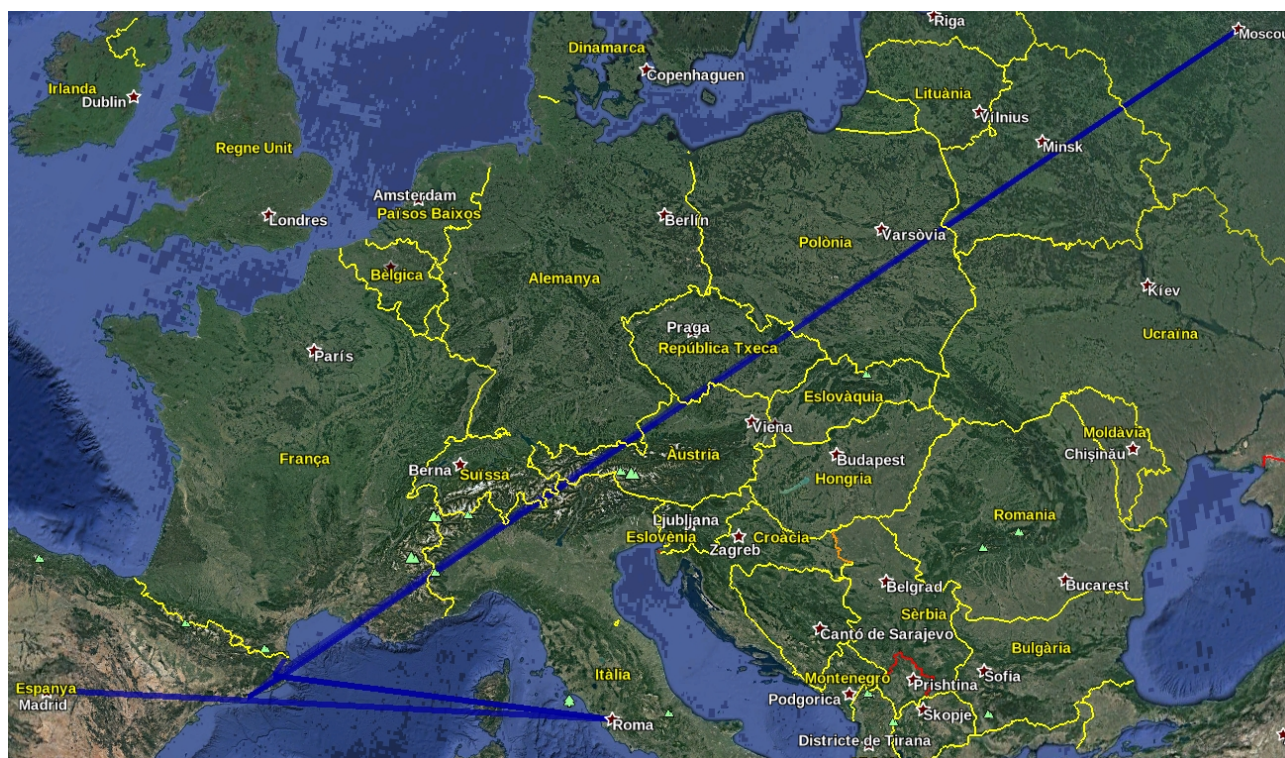 Riga
Moscou
Dinamarca
Copenhaguen
Irlanda
Dublin
Lituània
Vílnius
Regne Unit
Minsk
Amsterdam
Països Baixos
Londres
Berlín
Varsòvia
Polònia
Bèlgica
Alemanya
Kíev
Praga
República Txeca
Ucraïna
París
Eslovàquia
Viena
Moldàvia
Chişinău
França
Berna
Suïssa
Àustria
Budapest
Hongria
Romania
Ljubljana
Eslovènia
Zagreb
Croàcia
Belgrad
Sèrbia
Bucarest
Cantó de Sarajevo
Bulgària
Itàlia
Montenegro
Prishtina
Sofia
Espanya
Madrid
Podgorica
Skopje
Roma
Districte de Tirana